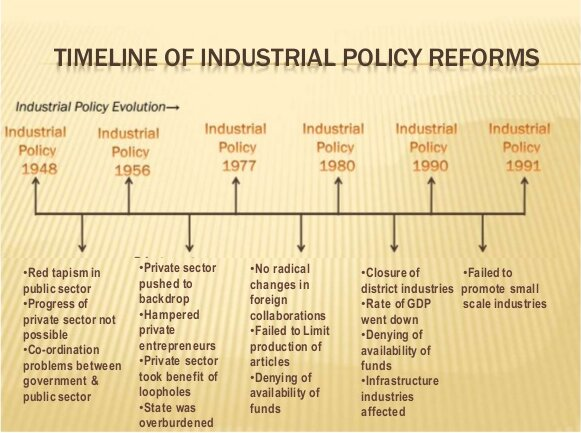 TIMELINE OF INDUSTRIAL POLICY REFORMS
Industrial Policy Evolution→
Industrial
Policy
1948
Industrial
Policy
1956
Industrial
Policy
1977
Industrial
Policy
1980
Industrial
Policy
1990
Industrial
Policy
1991
•Red tapism in
public sector
•Progress of
private sector not
possible
•Co-ordination
problems between
government &
public sector
•Private sector
pushed to
backdrop
•Hampered
private
entrepreneurs
•Private sector
took benefit of
loopholes
•State was
overburdened
•No radical
changes in
foreign
collaborations
•Failed to Limit
production of
articles
•Denying of
availability of
funds
•Closure of
district industries
•Rate of GDP
went down
•Denying of
availability of
funds
•Infrastructure
industries
affected
•Failed to
promote small
scale industries